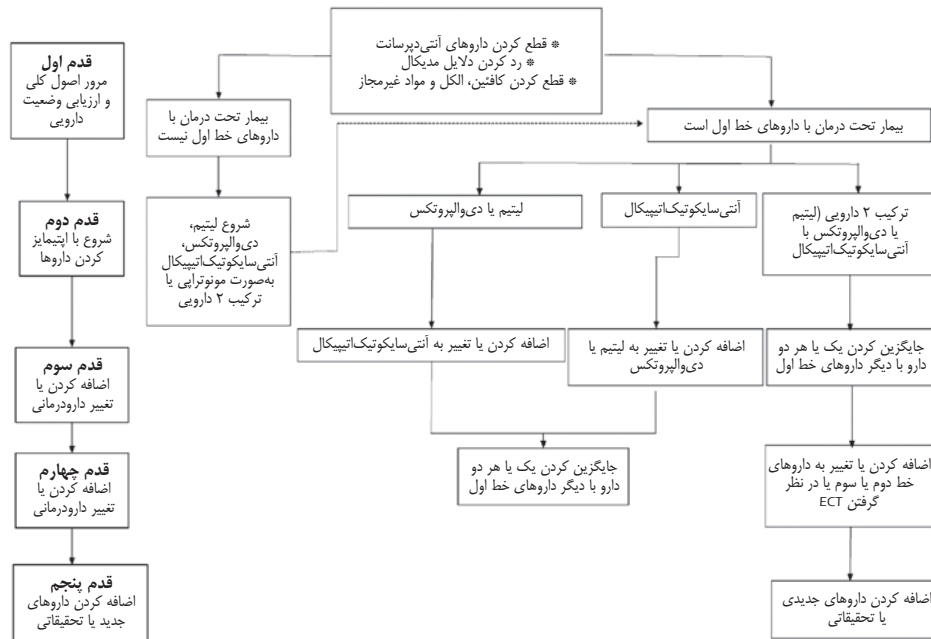 * قطع کردن داروهای آنتی‌دپرسانت
* رد کردن دلایل مدیکال
* قطع کردن کافئین، الکل و مواد غیرمجاز
قدم اول
مرور اصول کلی
و ارزیابی وضعیت
دارویی
بیمار تحت درمان با
داروهای خط اول نیست
بیمار تحت درمان با داروهای خط اول است
قدم دوم
شروع با اپتیمایز
کردن داروها
شروع لیتیم،
دی‌والپروتکس،
آنتی‌سایکوتیک‌اتیپیکال
به‌صورت مونوتراپی یا
ترکیب ۲ دارویی
لیتیم یا دی‌والپروتکس
آنتی‌سایکوتیک‌اتیپیکال
ترکیب ۲ دارویی (لیتیم
یا دی‌والپروتکس با
آنتی‌سایکوتیک‌اتیپیکال
قدم سوم
اضافه کردن یا
تغییر دارودرمانی
اضافه کردن یا تغییر به آنتی‌سایکوتیک‌اتیپیکال
اضافه کردن یا تغییر به لیتیم یا
دی‌والپروتکس
جایگزین کردن یک یا هر دو
دارو با دیگر داروهای خط اول
قدم چهارم
اضافه کردن یا
تغییر دارودرمانی
جایگزین کردن یک یا هر دو
دارو با دیگر داروهای خط اول
اضافه کردن یا تغییر به داروهای
خط دوم یا سوم یا در نظر
گرفتن ECT
قدم پنجم
اضافه کردن داروهای
جدید یا تحقیقاتی
اضافه کردن داروهای جدیدی
یا تحقیقاتی